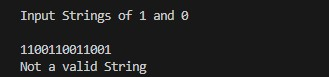 Input Strings of 1 and 0
1100110011001
Not a valid String